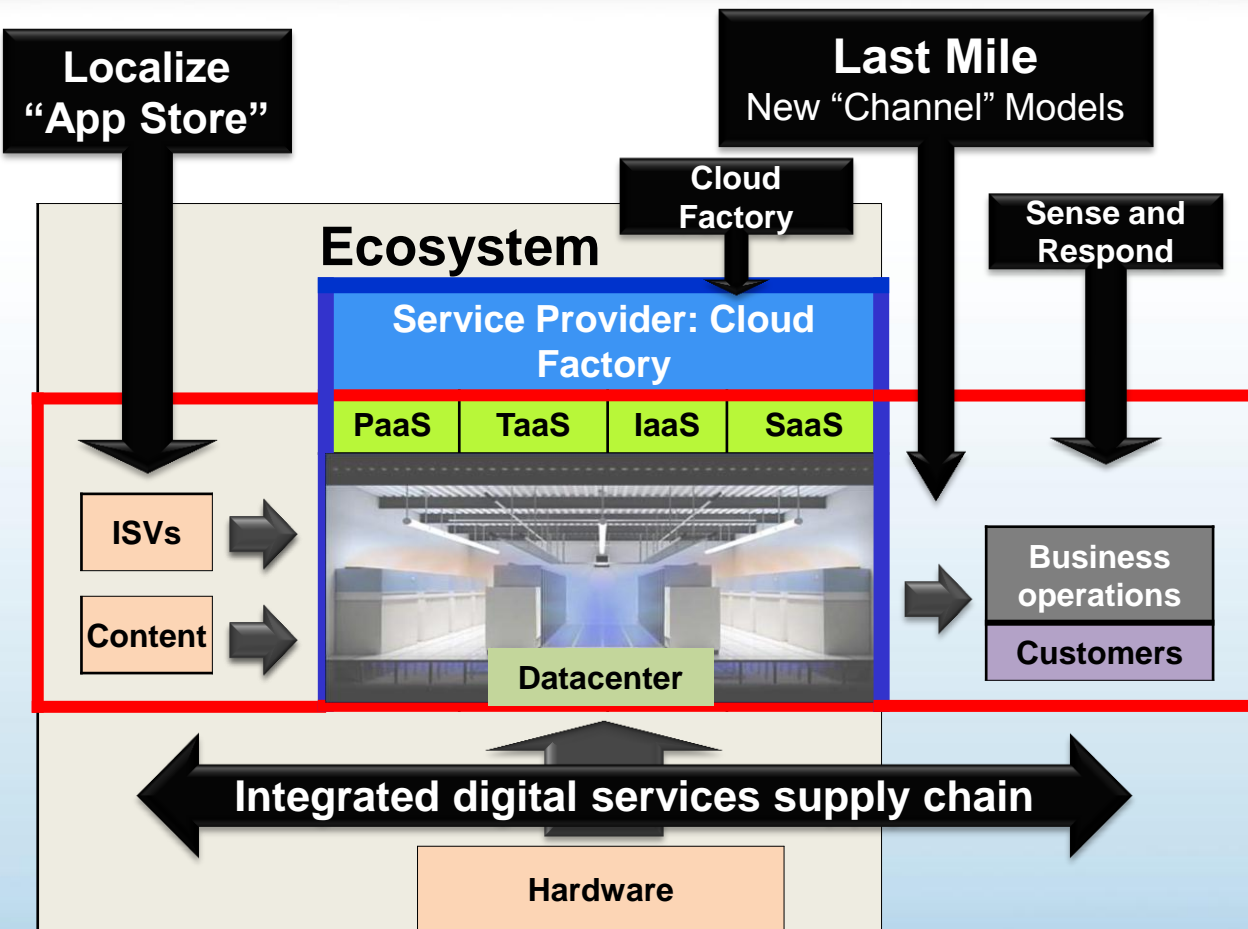 Localize
“App Store”
Last Mile
New “Channel” Models
Cloud
Factory
Sense and
Respond
Ecosystem
Service Provider: Cloud
Factory
PaaS
TaaS
IaaS
SaaS
ISVs
Content
Datacenter
Business
operations
Customers
Integrated digital services supply chain
Hardware